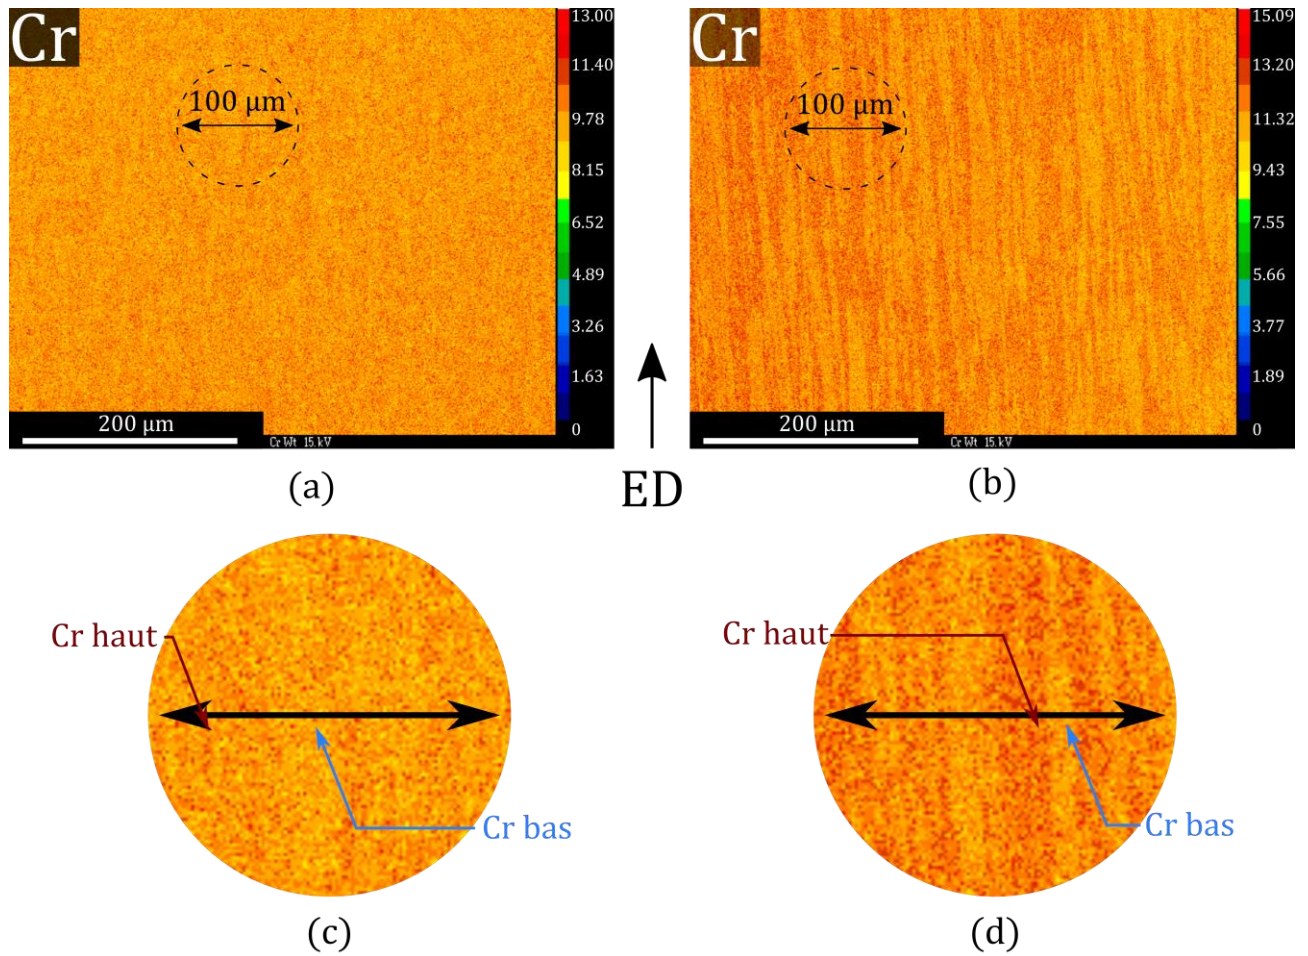 Cr
100 µm
13.00
11.40
9.78
8.15
6.52
4.89
3.26
1.63
0
200 µm
Cr Wt 15.kV
(a)
ED
Cr
100 µm
15.09
13.20
11.32
9.43
7.55
5.66
3.77
1.89
0
200 µm
Cr Wt 15.kV
(b)
Cr haut
Cr bas
(c)
Cr haut
Cr bas
(d)